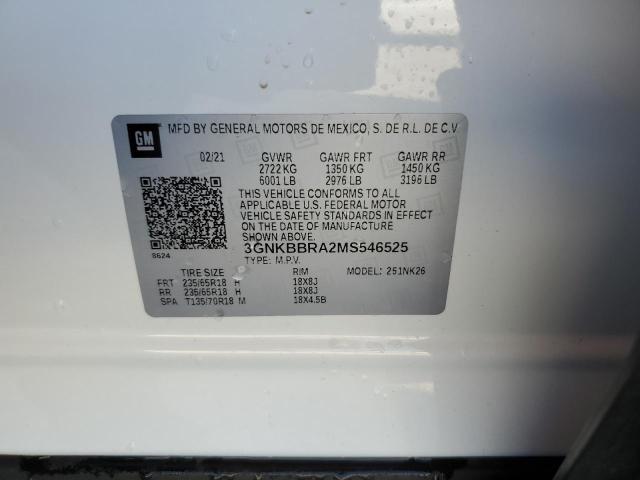 GM
MFD BY GENERAL MOTORS DE MEXICO, S. DE R.L. DE C.V
02/21 GVWR GAWR FRT GAWR RR
2722 KG 1350 KG 1450 KG
6001 LB 2976 LB 3196 LB
THIS VEHICLE CONFORMS TO ALL
APPLICABLE U.S. FEDERAL MOTOR
VEHICLE SAFETY STANDARDS IN EFFECT
ON THE DATE OF MANUFACTURE
SHOWN ABOVE.
8624 3GNKBBRA2MS546525
TYPE: M.P.V.
TIRE SIZE RIM MODEL: 251NK26
FRT 235/65R18 H 18X8J
RR 235/65R18 H 18X8J
SPA T135/70R18 M 18X4.5B